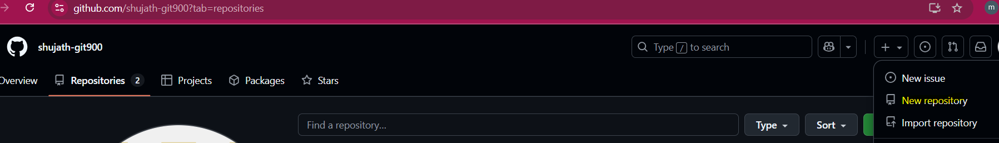 github.com/shujath-git900?tab=repositories
m
shujath-git900
Type / to search
Overview
Repositories 2
Projects
Packages
Stars
New issue
New repository
Import repository
Find a repository...
Type
Sort